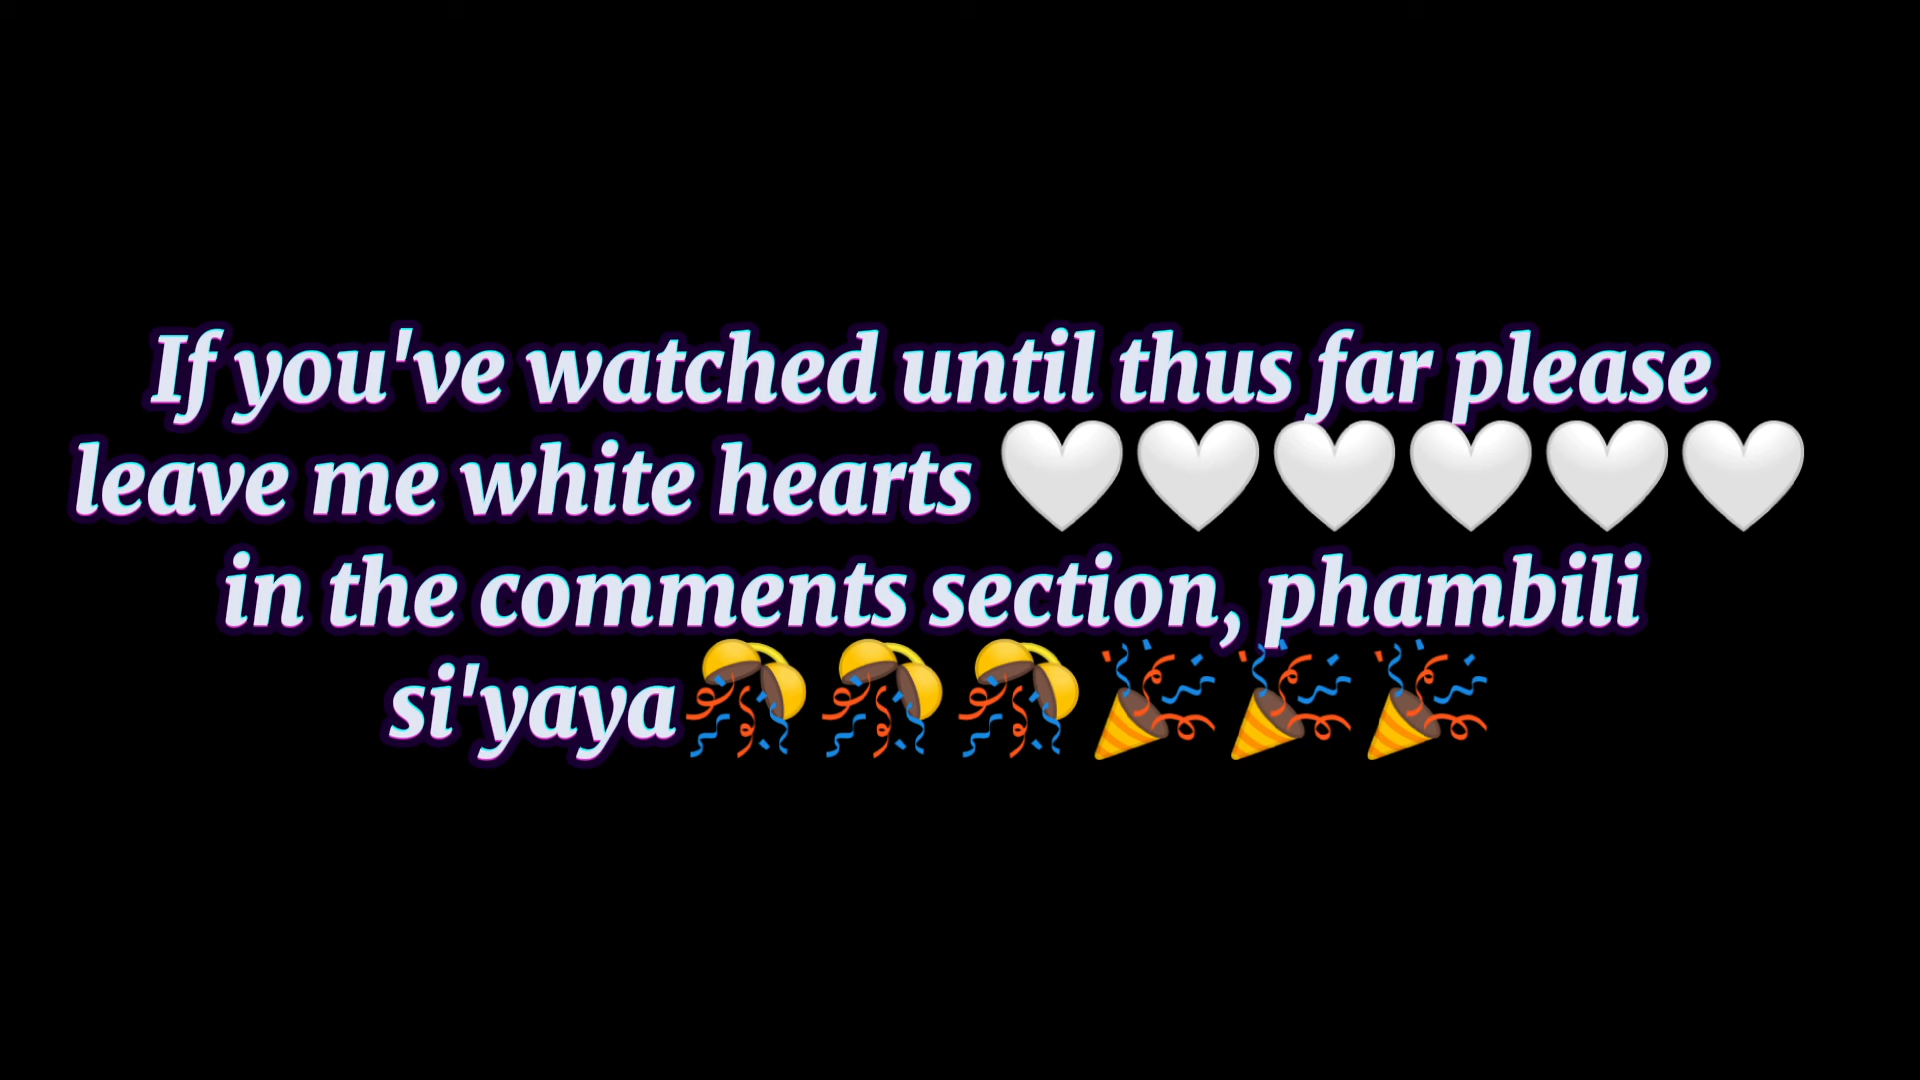 If you've watched until thus far please
leave me white hearts 🤍🤍🤍🤍🤍🤍
in the comments section, phambili
si'yaya🎊🎊🎊🎉🎉🎉